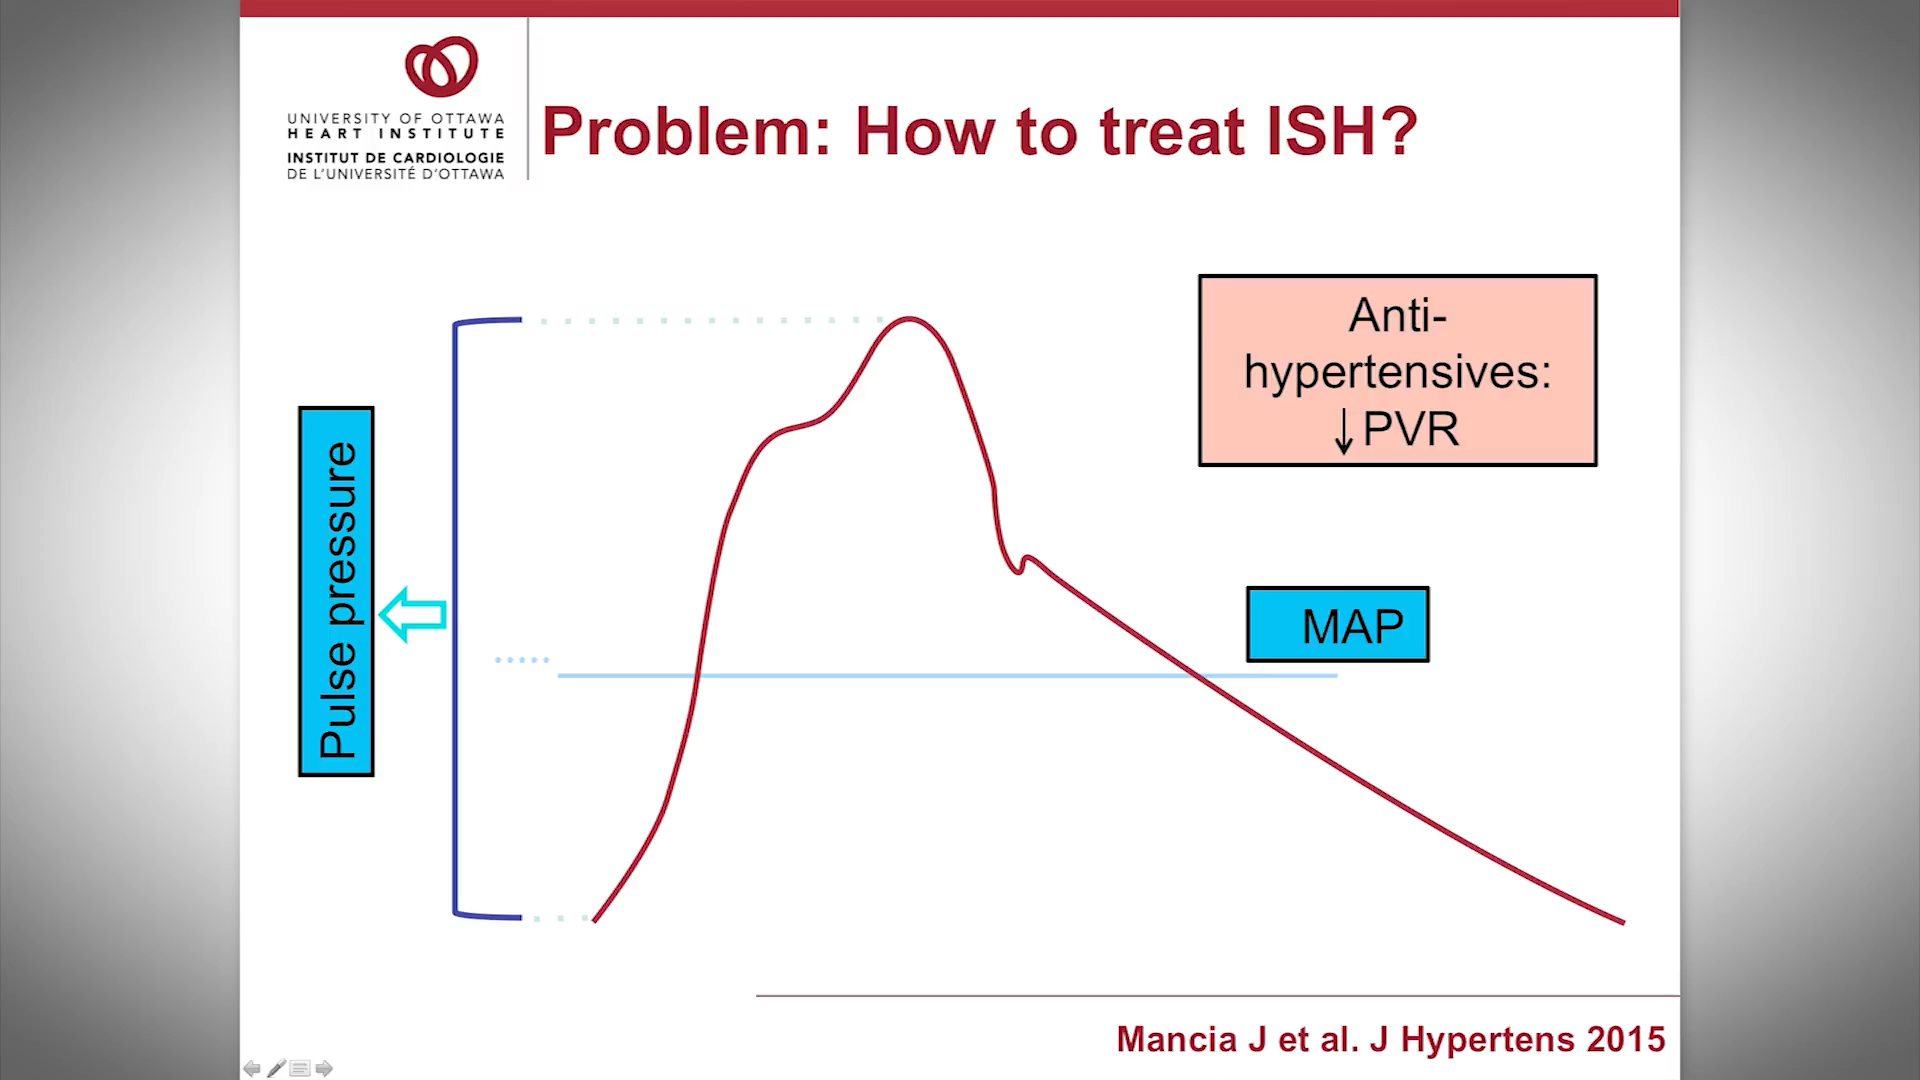 UNIVERSITY OF OTTAWA
HEART INSTITUTE
INSTITUT DE CARDIOLOGIE
DE L'UNIVERSITÉ D'OTTAWA
Problem: How to treat ISH?
Anti-
hypertensives:
↓PVR
Pulse pressure
MAP
Mancia J et al. J Hypertens 2015